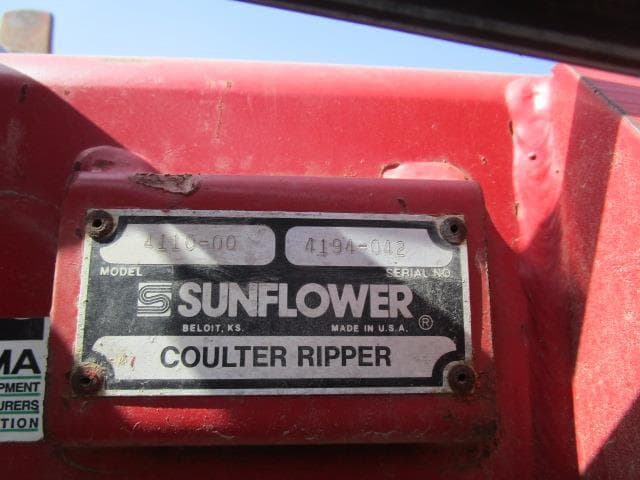 4110-00 4194-042
MODEL SERIAL NO.
SUNFLOWER ®
BELOIT, KS. MADE IN U.S.A.
COULTER RIPPER
MA
PMENT
URERS
TION